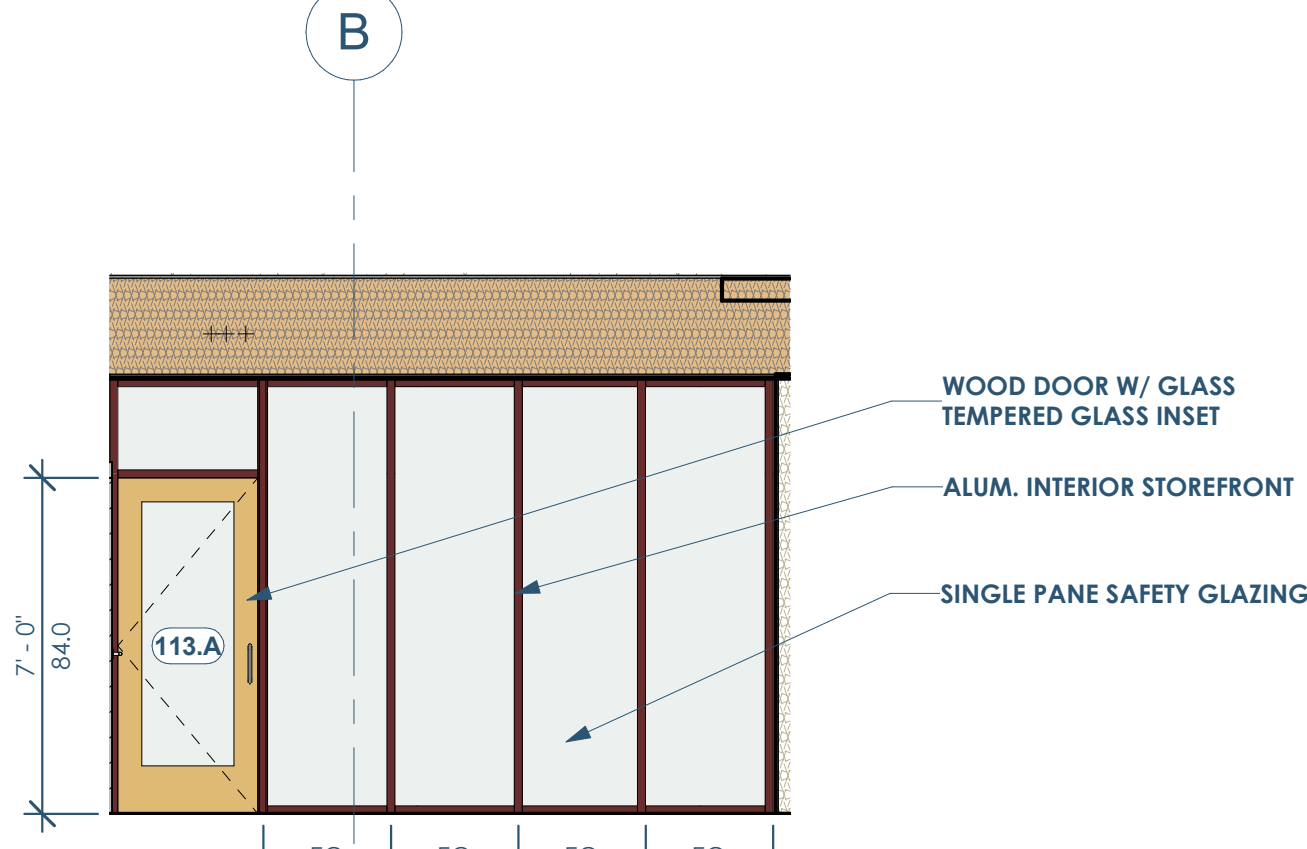 B
WOOD DOOR W/ GLASS
TEMPERED GLASS INSET
ALUM. INTERIOR STOREFRONT
SINGLE PANE SAFETY GLAZING
113.A
7' - 0"
84.0